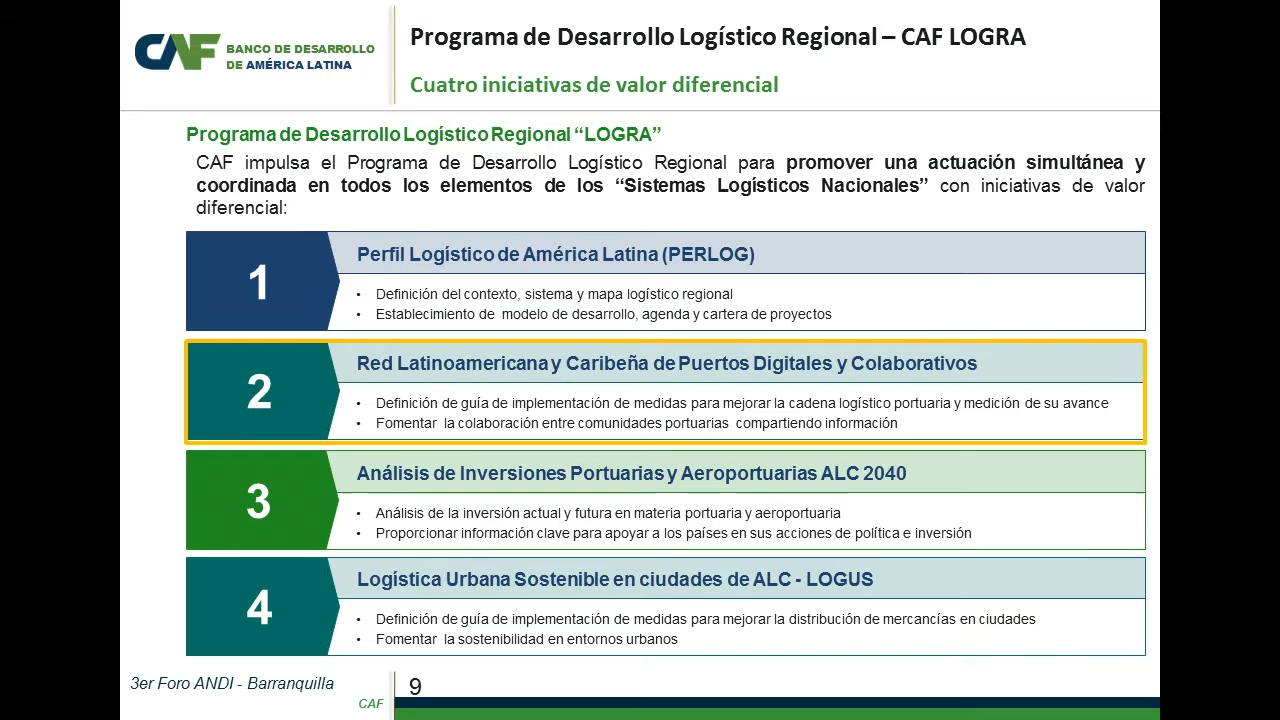 CAF
BANCO DE DESARROLLO
DE AMÉRICA LATINA
Programa de Desarrollo Logístico Regional – CAF LOGRA
Cuatro iniciativas de valor diferencial
Programa de Desarrollo Logístico Regional “LOGRA”
CAF impulsa el Programa de Desarrollo Logístico Regional para promover una actuación simultánea y
coordinada en todos los elementos de los “Sistemas Logísticos Nacionales” con iniciativas de valor
diferencial:
1
Perfil Logístico de América Latina (PERLOG)
• Definición del contexto, sistema y mapa logístico regional
• Establecimiento de modelo de desarrollo, agenda y cartera de proyectos
2
Red Latinoamericana y Caribeña de Puertos Digitales y Colaborativos
• Definición de guía de implementación de medidas para mejorar la cadena logístico portuaria y medición de su avance
• Fomentar la colaboración entre comunidades portuarias compartiendo información
3
Análisis de Inversiones Portuarias y Aeroportuarias ALC 2040
• Análisis de la inversión actual y futura en materia portuaria y aeroportuaria
• Proporcionar información clave para apoyar a los países en sus acciones de política e inversión
4
Logística Urbana Sostenible en ciudades de ALC - LOGUS
• Definición de guía de implementación de medidas para mejorar la distribución de mercancías en ciudades
• Fomentar la sostenibilidad en entornos urbanos
3er Foro ANDI - Barranquilla
CAF
9